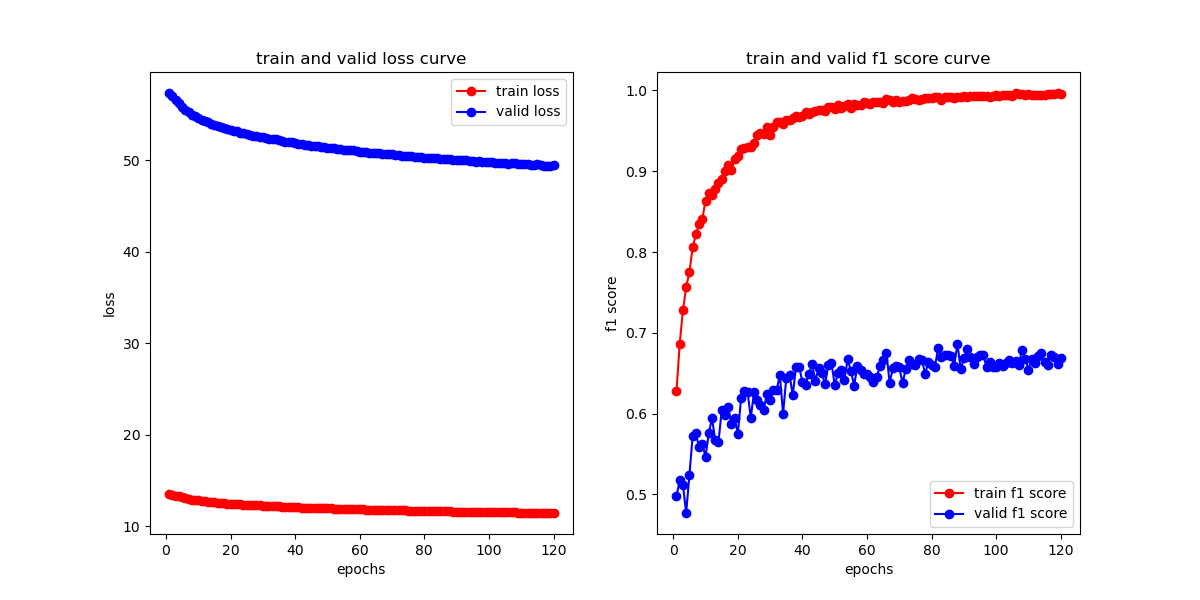 train and valid loss curve
train loss
valid loss
50
40
30
20
10
loss
0 20 40 60 80 100 120
epochs
train and valid f1 score curve
1.0
0.9
0.8
0.7
0.6
0.5
f1 score
train f1 score
valid f1 score
0 20 40 60 80 100 120
epochs